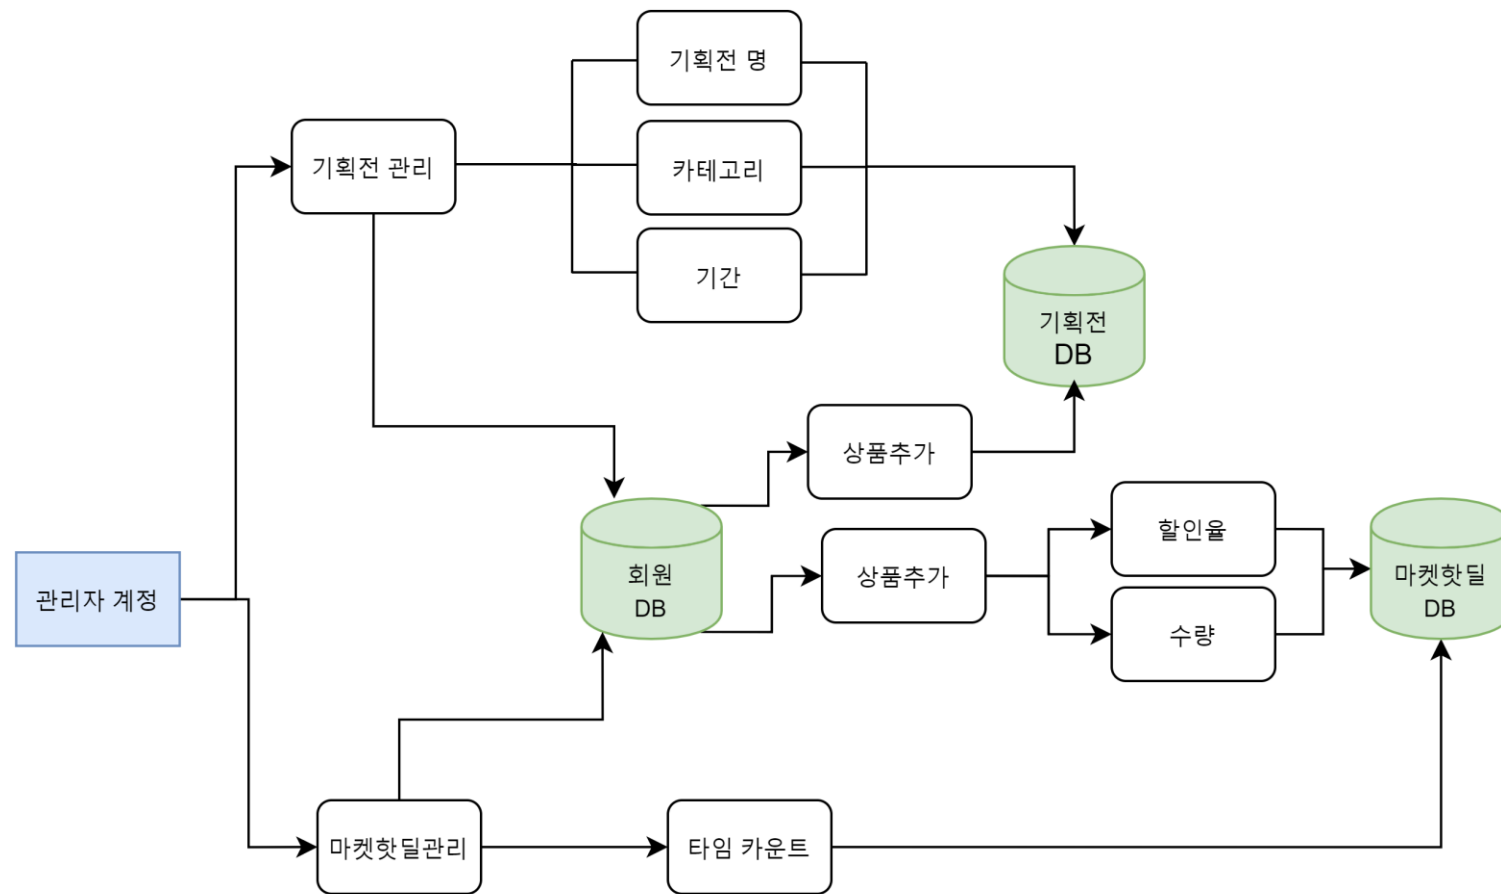 기획전 명
기획전 관리
카테고리
기간
기획전
DB
상품추가
할인율
관리자 계정
회원
DB
상품추가
마켓핫딜
DB
수량
마켓핫딜관리
타임 카운트